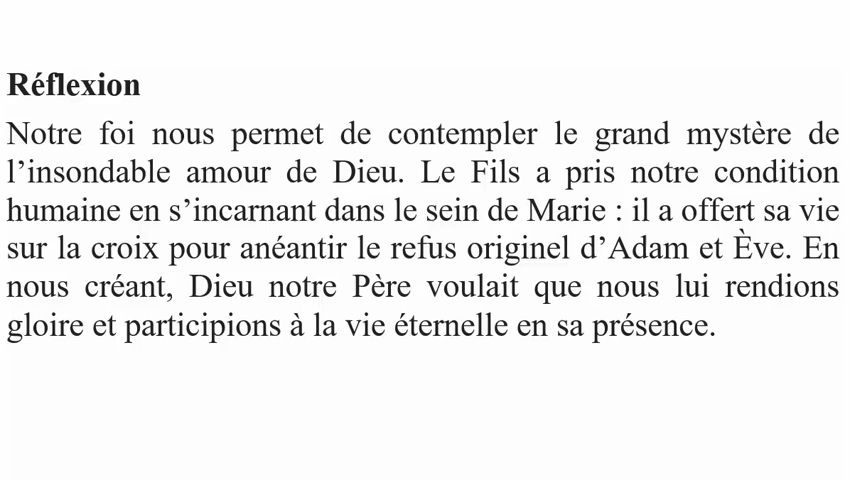 Réflexion
Notre foi nous permet de contempler le grand mystère de
l’insondable amour de Dieu. Le Fils a pris notre condition
humaine en s’incarnant dans le sein de Marie : il a offert sa vie
sur la croix pour anéantir le refus originel d’Adam et Ève. En
nous créant, Dieu notre Père voulait que nous lui rendions
gloire et participions à la vie éternelle en sa présence.